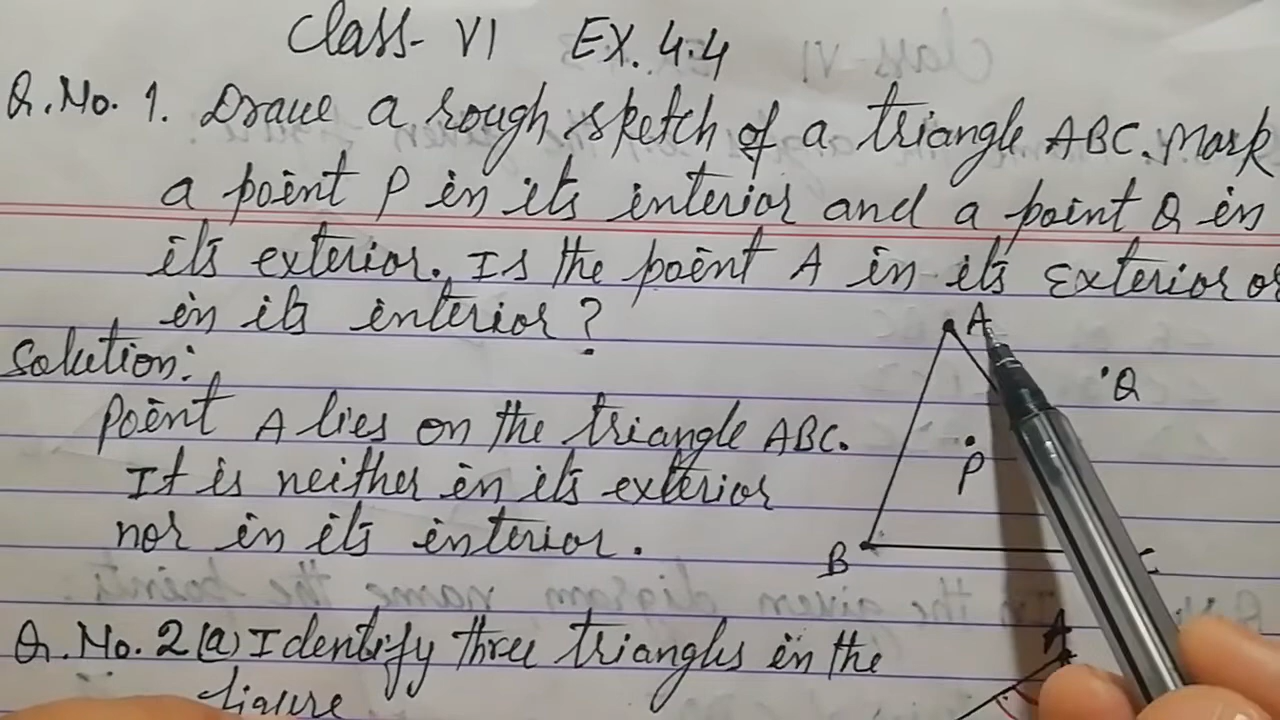 Class- VI EX. 4.4
Q. No. 1. Draw a rough sketch of a triangle ABC. Mark
a point P in its interior and a point Q in
its exterior. Is the point A in its Exterior or
in its interior?
Solution:
Point A lies on the triangle ABC.
It is neither in its exterior
nor in its interior.
A
Q
P
B
C
Q. No. 2 (a) Identify three triangles in the
figure
A